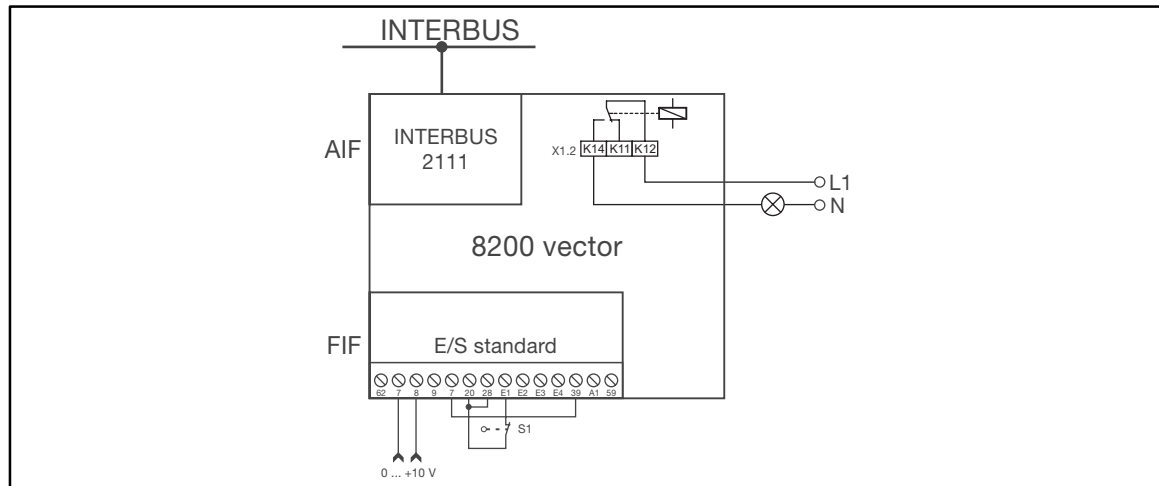 INTERBUS
AIF
INTERBUS
2111
X1.2 K14 K11 K12
L1
N
8200 vector
FIF
E/S standard
62 7 8 9 7 20 28 E1 E2 E3 E4 39 A1 59
S1
0 ... +10 V